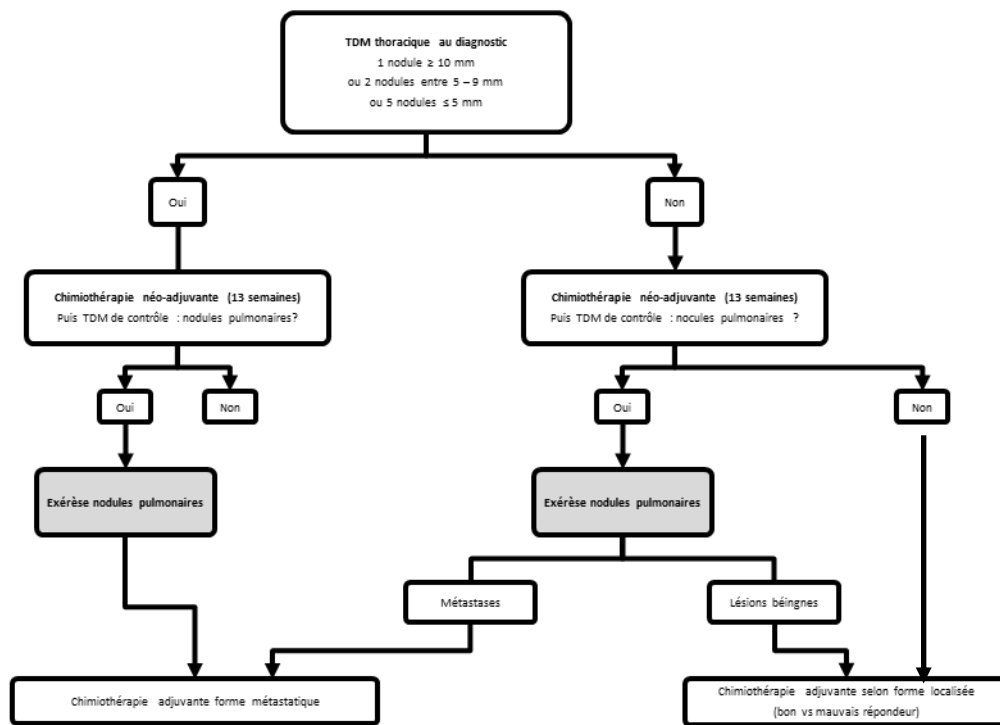 TDM thoracique au diagnostic
1 nodule ≥ 10 mm
ou 2 nodules entre 5 – 9 mm
ou 5 nodules ≤ 5 mm
Oui
Non
Chimiothérapie néo-adjuvante (13 semaines)
Puis TDM de contrôle : nodules pulmonaires?
Chimiothérapie néo-adjuvante (13 semaines)
Puis TDM de contrôle : nocules pulmonaires ?
Oui
Non
Oui
Non
Exérèse nodules pulmonaires
Exérèse nodules pulmonaires
Métastases
Lésions béingnes
Chimiothérapie adjuvante forme métastatique
Chimiothérapie adjuvante selon forme localisée
(bon vs mauvais répondeur)